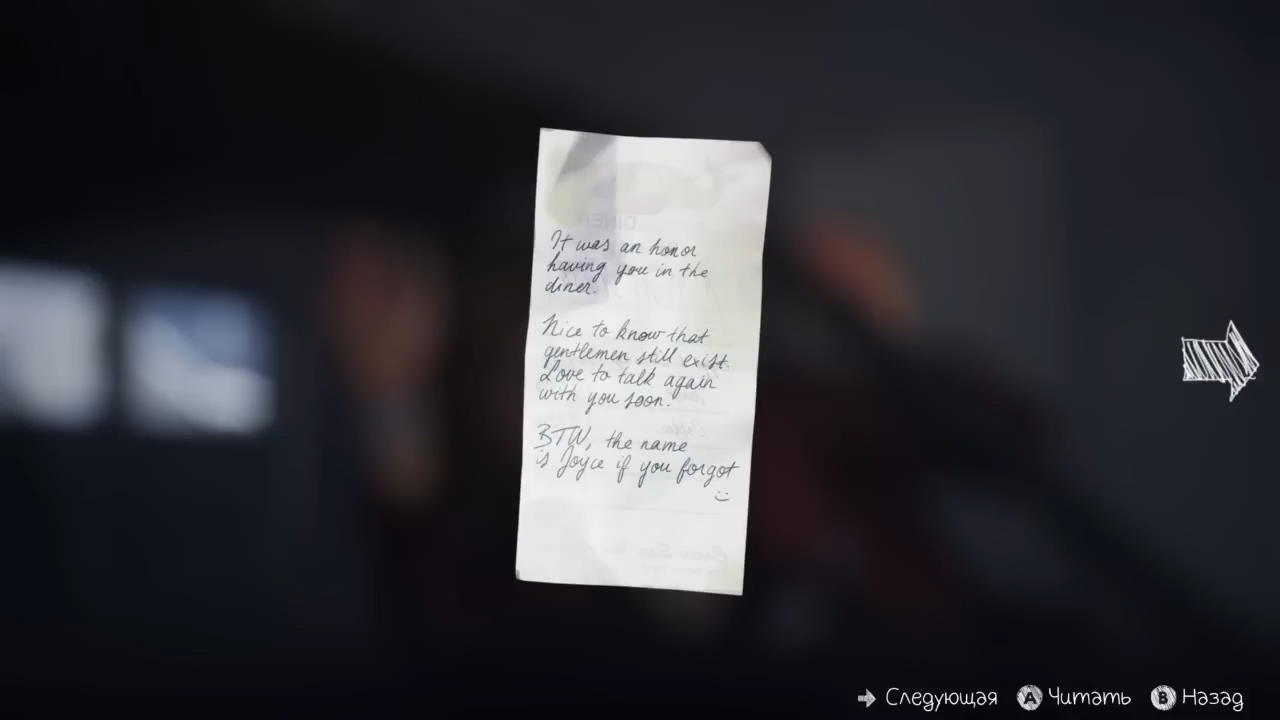 It was an honor
having you in the
diner.
Nice to know that
gentlemen still exist.
Love to talk again
with you soon.
BTW, the name
is Joyce if you forgot
:)
Следующая
A Читать
B Назад